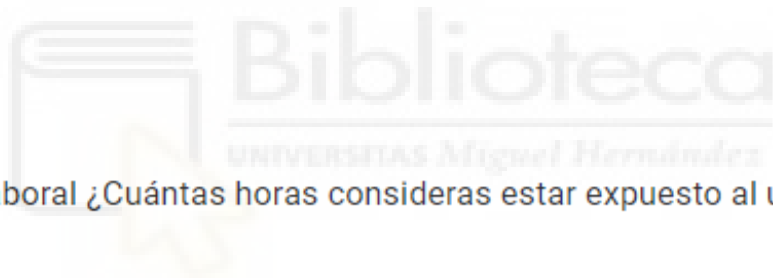 Biblioteca
UNIVERSITAS Miguel Hernández
boral ¿Cuántas horas consideras estar expuesto al u